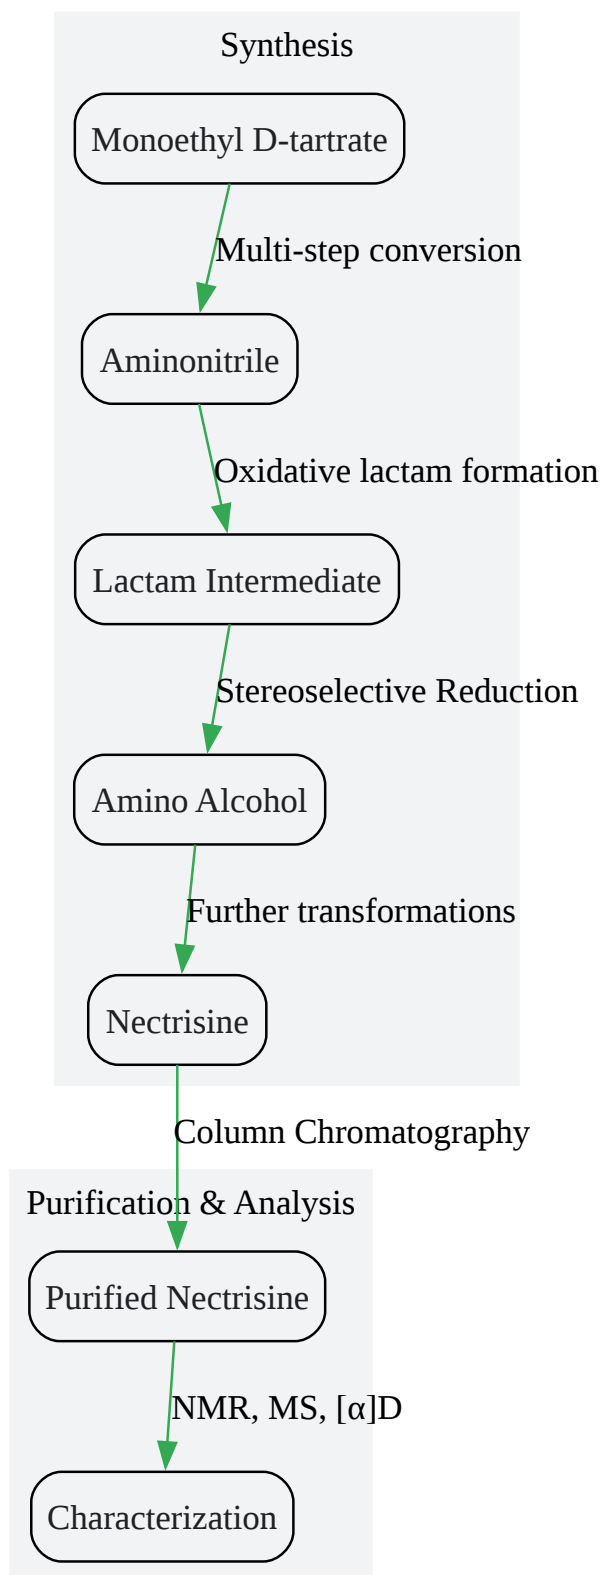 Synthesis
Monoethyl D-tartrate
Multi-step conversion
Aminonitrile
Oxidative lactam formation
Lactam Intermediate
Stereoselective Reduction
Amino Alcohol
Further transformations
Nectrisine
Column Chromatography
Purification & Analysis
Purified Nectrisine
NMR, MS, [α]D
Characterization